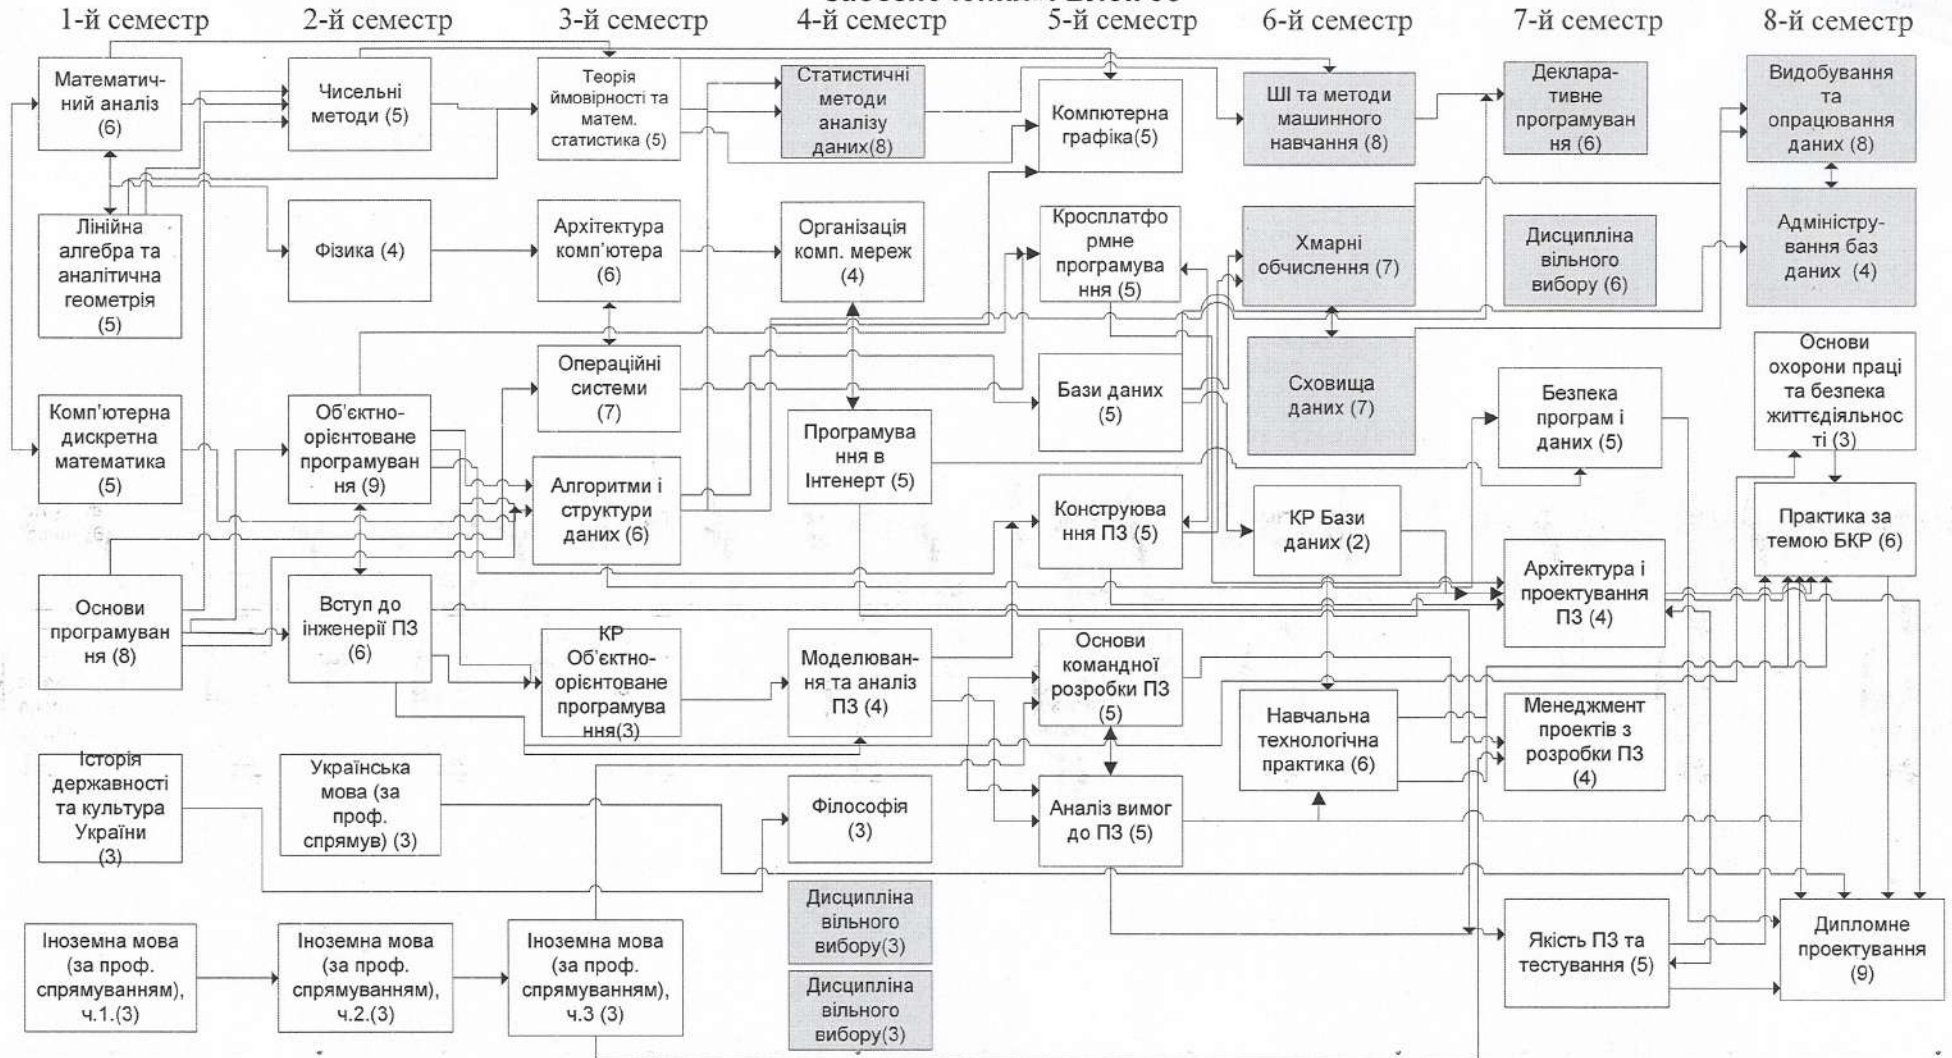 1-й семестр
2-й семестр
3-й семестр
4-й семестр
5-й семестр
6-й семестр
7-й семестр
8-й семестр
Математич-
ний аналіз
(6)
Лінійна
алгебра та
аналітична
геометрія
(5)
Комп'ютерна
дискретна
математика
(5)
Основи
програмуван
ня (8)
Історія
державності
та культура
України
(3)
Іноземна мова
(за проф.
спрямуванням),
ч.1.(3)
Чисельні
методи (5)
Фізика (4)
Об'єктно-
орієнтоване
програмуван
ня (9)
Вступ до
інженерії ПЗ
(6)
Українська
мова (за
проф.
спрямув) (3)
Іноземна мова
(за проф.
спрямуванням),
ч.2.(3)
Теорія
ймовірності та
матем.
статистика (5)
Архітектура
комп'ютера
(6)
Операційні
системи
(7)
Алгоритми і
структури
даних (6)
КР
Об'єктно-
орієнтоване
програмува
ння(3)
Іноземна мова
(за проф.
спрямуванням),
ч.3 (3)
Статистичні
методи
аналізу
даних(8)
Організація
комп. мереж
(4)
Програмува
ння в
Інтенерт (5)
Моделюван-
ня та аналіз
ПЗ (4)
Філософія
(3)
Дисципліна
вільного
вибору(3)
Дисципліна
вільного
вибору(3)
Компютерна
графіка(5)
Кросплатфо
рмне
програмува
ння (5)
Бази даних
(5)
Конструюва
ння ПЗ (5)
Основи
командної
розробки ПЗ
(5)
Аналіз вимог
до ПЗ (5)
ШІ та методи
машинного
навчання (8)
Хмарні
обчислення (7)
Сховища
даних (7)
КР Бази
даних (2)
Навчальна
технологічна
практика (6)
Деклара-
тивне
програмуван
ня (6)
Дисципліна
вільного
вибору (6)
Безпека
програм і
даних (5)
Архітектура і
проектування
ПЗ (4)
Менеджмент
проектів з
розробки ПЗ
(4)
Якість ПЗ та
тестування (5)
Видобування
та
опрацювання
даних (8)
Адміністру-
вання баз
даних (4)
Основи
охорони праці
та безпека
життєдіяльнос
ті (3)
Практика за
темою БКР (6)
Дипломне
проектування
(9)